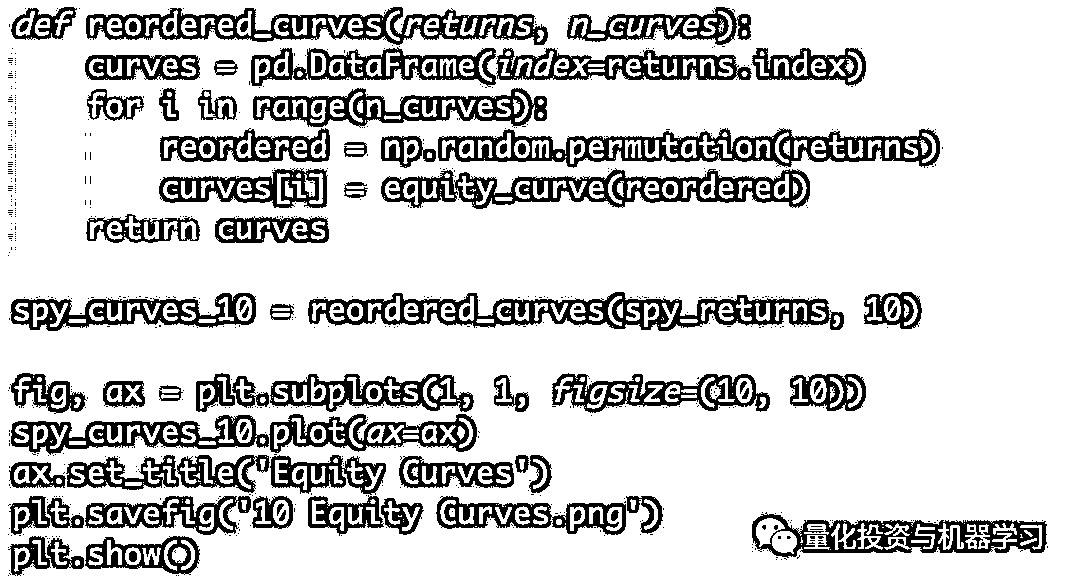 def reordered_curves(returns, n_curves):
    curves = pd.DataFrame(index=returns.index)
    for i in range(n_curves):
        reordered = np.random.permutation(returns)
        curves[i] = equity_curve(reordered)
    return curves

spy_curves_10 = reordered_curves(spy_returns, 10)

fig, ax = plt.subplots(1, 1, figsize=(10, 10))
spy_curves_10.plot(ax=ax)
ax.set_title('Equity Curves')
plt.savefig('10 Equity Curves.png')
plt.show()
量化投资与机器学习